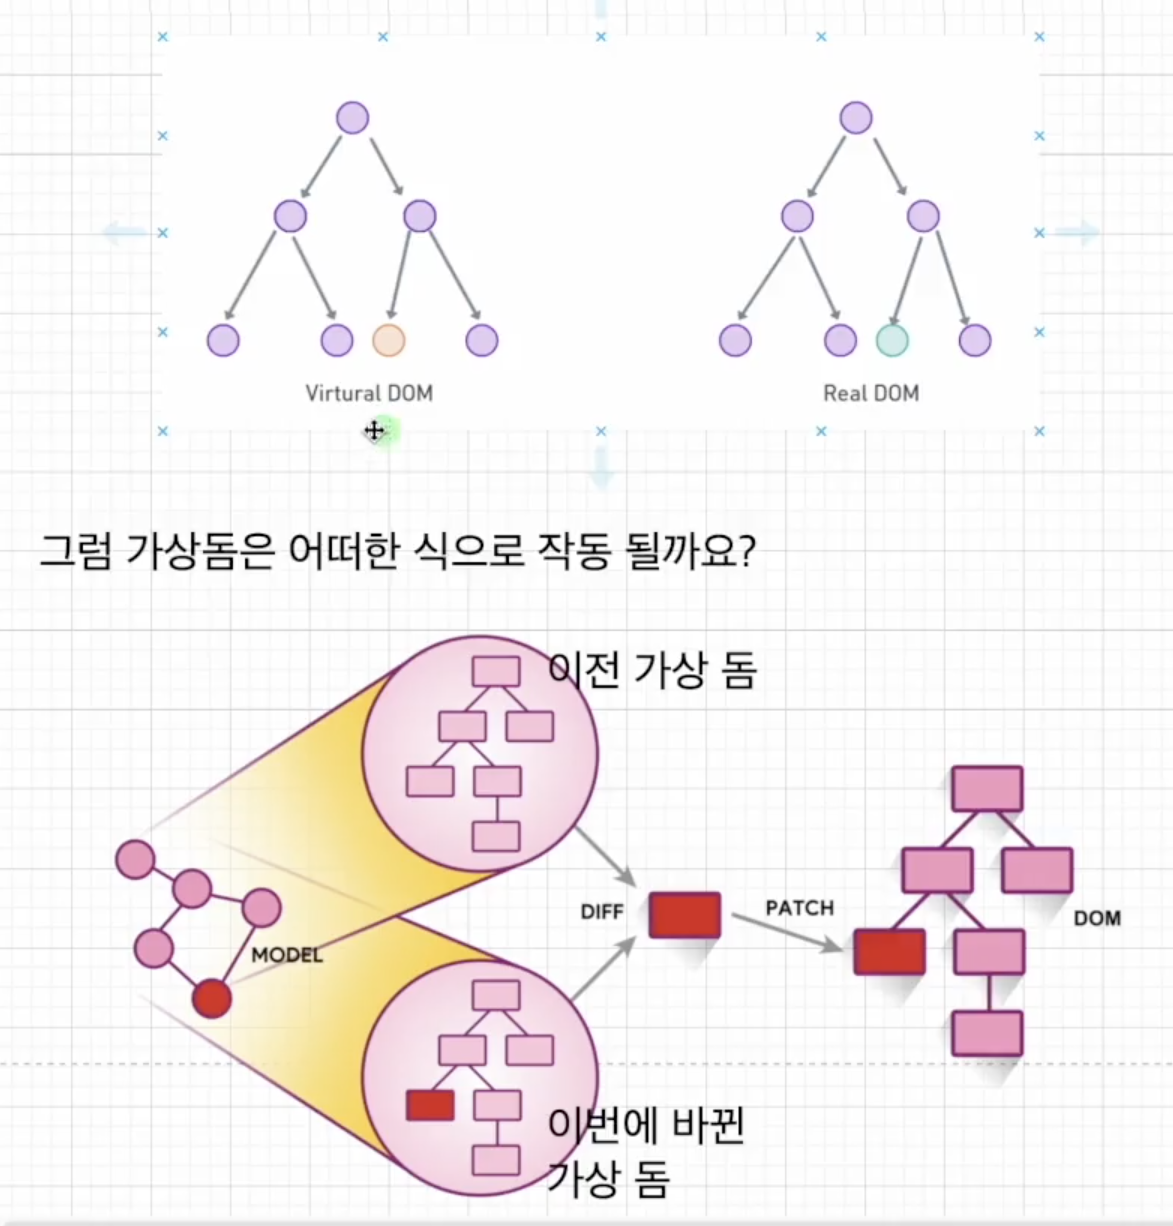 Virtural DOM
Real DOM
그럼 가상돔은 어떠한 식으로 작동 될까요?
이전 가상 돔
DIFF
PATCH
DOM
MODEL
이번에 바뀐
가상 돔